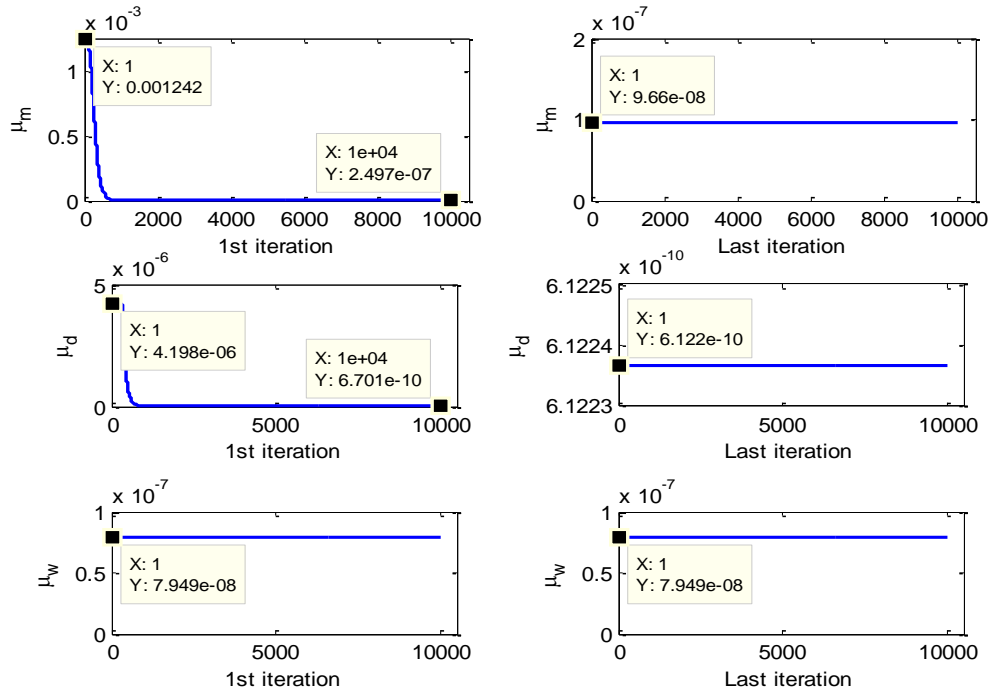 x 10-3
1
0.5
0
μm
X: 1
Y: 0.001242
X: 1e+04
Y: 2.497e-07
0 2000 4000 6000 8000 10000
1st iteration
x 10-7
2
1
0
μm
X: 1
Y: 9.66e-08
0 2000 4000 6000 8000 10000
Last iteration
x 10-6
5
0
μd
X: 1
Y: 4.198e-06
X: 1e+04
Y: 6.701e-10
0 5000 10000
1st iteration
x 10-10
6.1225
6.1224
6.1223
μd
X: 1
Y: 6.122e-10
0 5000 10000
Last iteration
x 10-7
1
0.5
0
μw
X: 1
Y: 7.949e-08
0 5000 10000
1st iteration
x 10-7
1
0.5
0
μw
X: 1
Y: 7.949e-08
0 5000 10000
Last iteration